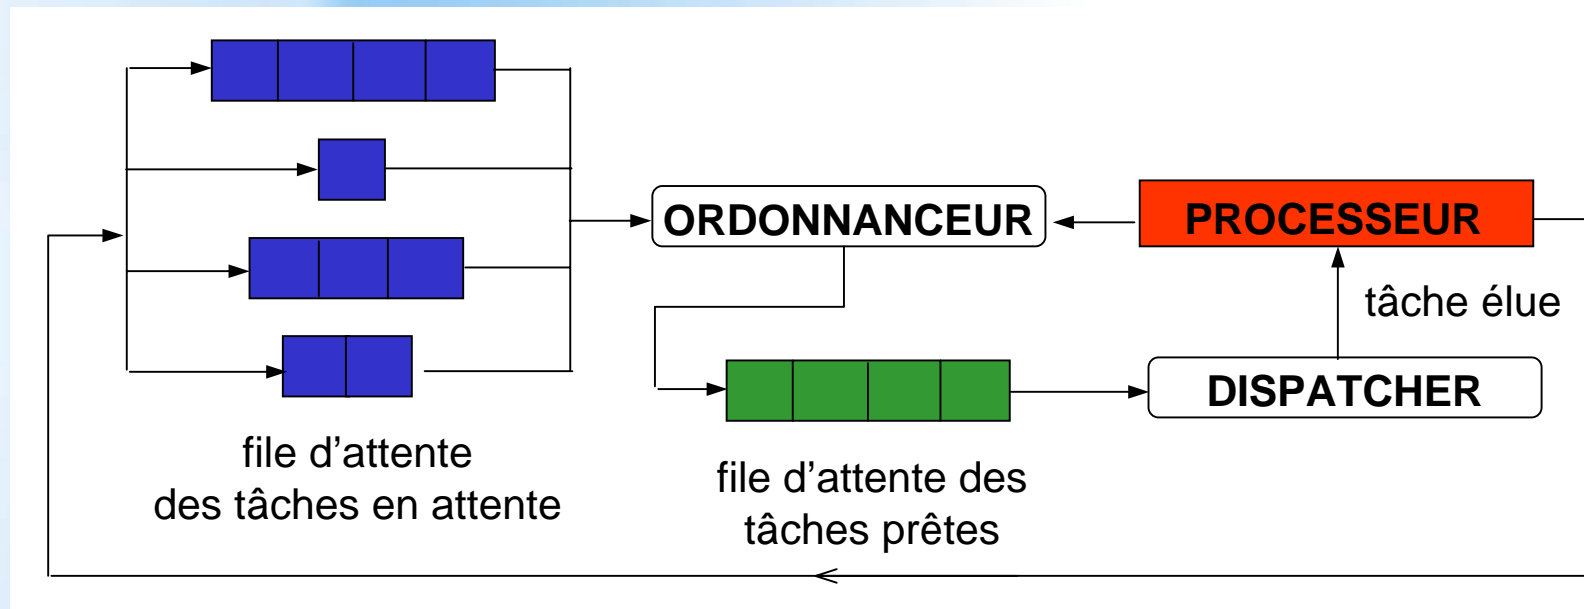 ORDONNANCEUR
PROCESSEUR
tâche élue
DISPATCHER
file d’attente
des tâches en attente
file d’attente des
tâches prêtes